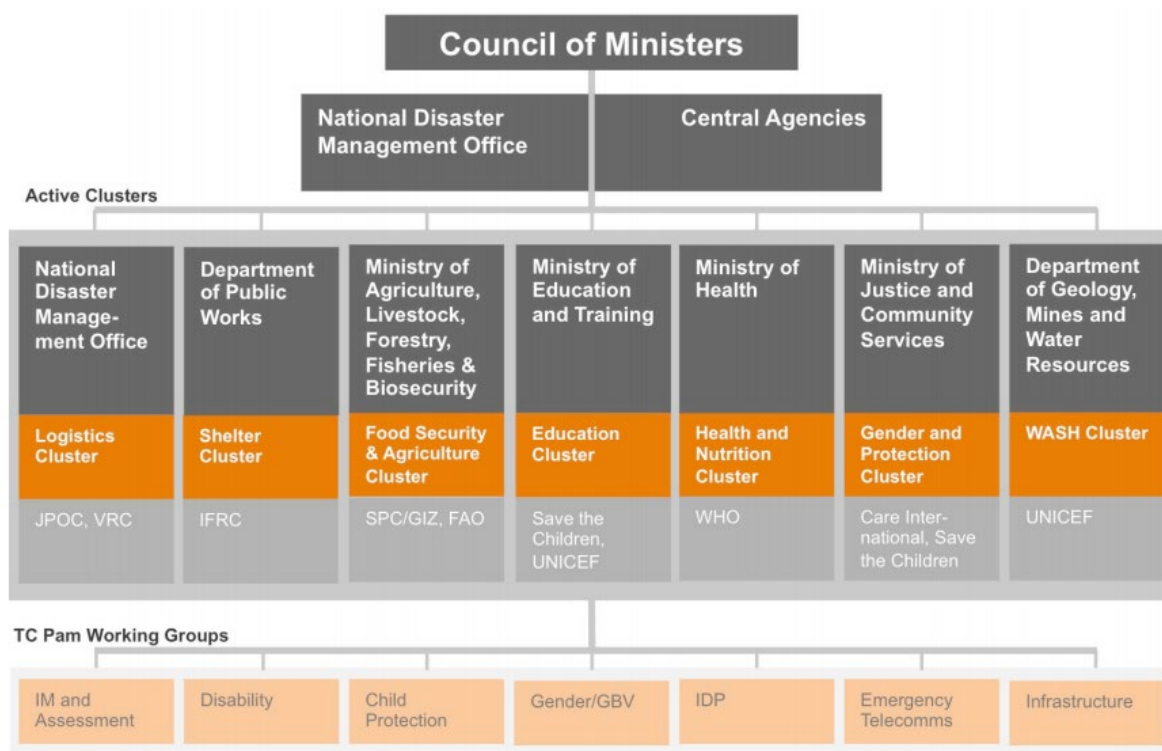 Council of Ministers
National Disaster
Management Office
Central Agencies
Active Clusters
National
Disaster
Manage-
ment Office
Department
of Public
Works
Ministry of
Agriculture,
Livestock,
Forestry,
Fisheries &
Biosecurity
Ministry of
Education
and Training
Ministry of
Health
Ministry of
Justice and
Community
Services
Department
of Geology,
Mines and
Water
Resources
Logistics
Cluster
Shelter
Cluster
Food Security
& Agriculture
Cluster
Education
Cluster
Health and
Nutrition
Cluster
Gender and
Protection
Cluster
WASH Cluster
JPOC, VRC
IFRC
SPC/GIZ, FAO
Save the
Children,
UNICEF
WHO
Care Inter-
national, Save
the Children
UNICEF
TC Pam Working Groups
IM and
Assessment
Disability
Child
Protection
Gender/GBV
IDP
Emergency
Telecomms
Infrastructure